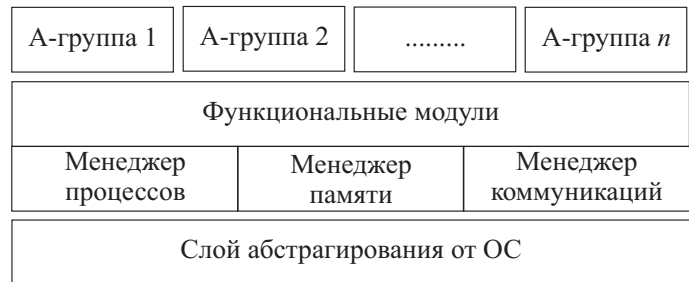 А-группа 1 А-группа 2 ......... А-группа n
Функциональные модули
Менеджер Менеджер Менеджер
процессов памяти коммуникаций
Слой абстрагирования от ОС